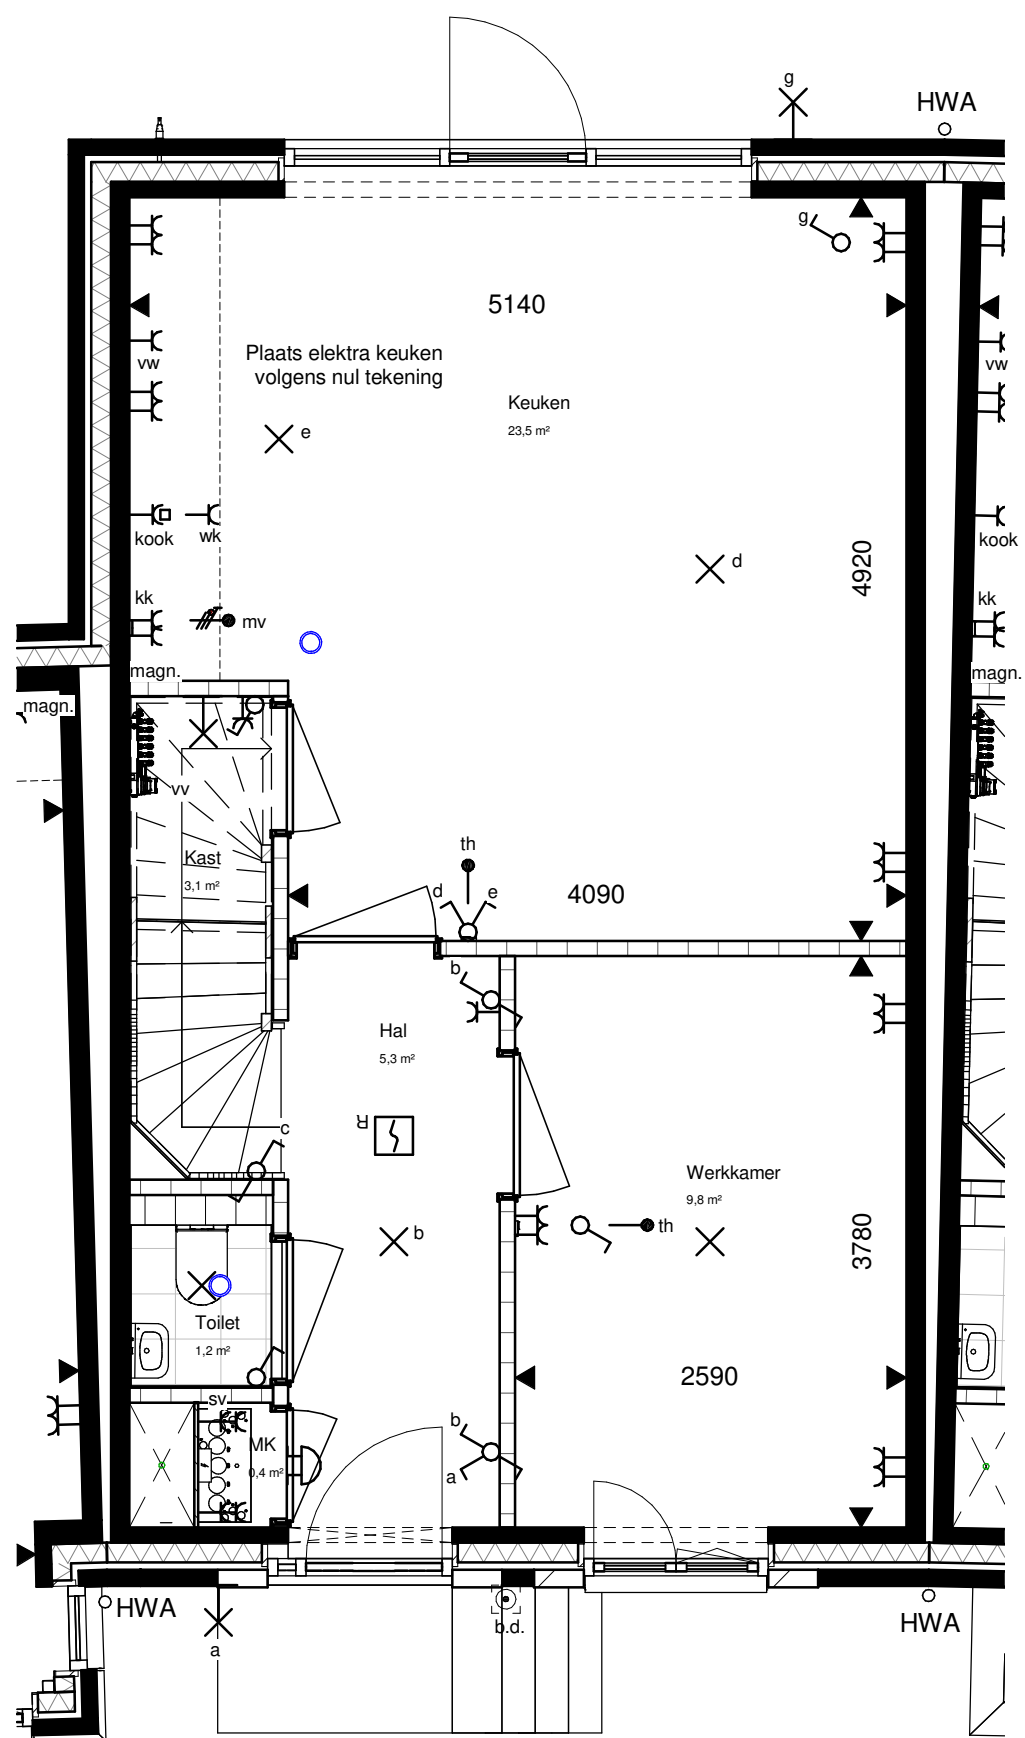 g
HWA
g
5140
Plaats elektra keuken
volgens nul tekening
vw
vw
Keuken
23,5 m²
e
kook
wk
kook
d
4920
kk
mv
kk
magn.
magn.
magn.
vv
Kast
3,1 m²
th
d
e
4090
b
Hal
5,3 m²
R
c
Werkkamer
9,8 m²
b
th
3780
Toilet
1,2 m²
2590
sv
b
MK
0,4 m²
a
HWA
a
b.d.
HWA